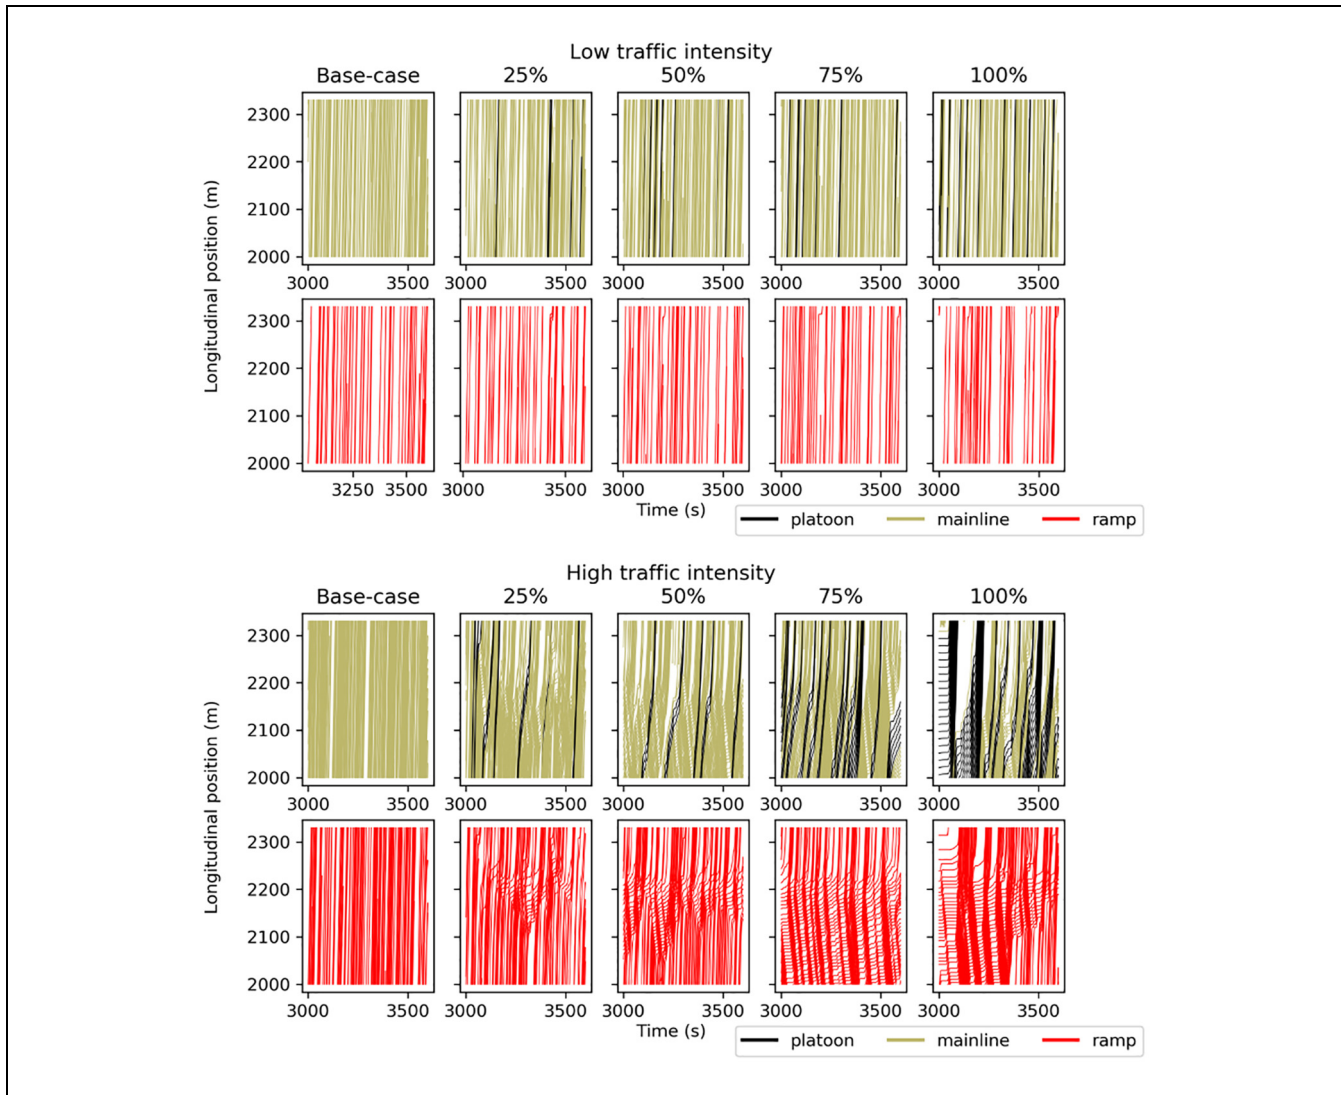 Low traffic intensity
Base-case 25% 50% 75% 100%
2300
2200
2100
2000
3000 3500 3000 3500 3000 3500 3000 3500 3000 3500
Longitudinal position (m)
2300
2200
2100
2000
3250 3500 3000 3500 3000 3500 3000 3500 3000 3500
Time (s)
platoon mainline ramp
High traffic intensity
Base-case 25% 50% 75% 100%
2300
2200
2100
2000
3000 3500 3000 3500 3000 3500 3000 3500 3000 3500
Longitudinal position (m)
2300
2200
2100
2000
3000 3500 3000 3500 3000 3500 3000 3500 3000 3500
Time (s)
platoon mainline ramp